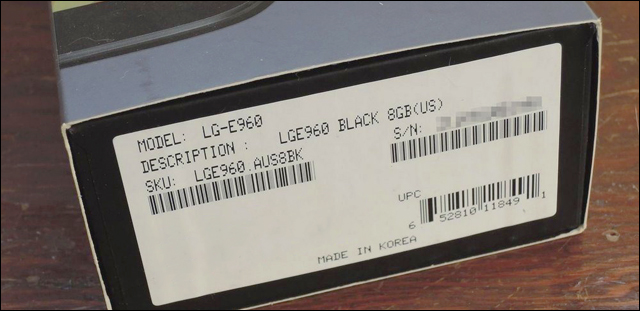 MODEL: LG-E960
DESCRIPTION : LGE960 BLACK 8GB(US)
SKU: LGE960.AUS8BK
S/N:
UPC
6 52810 11849 1
MADE IN KOREA